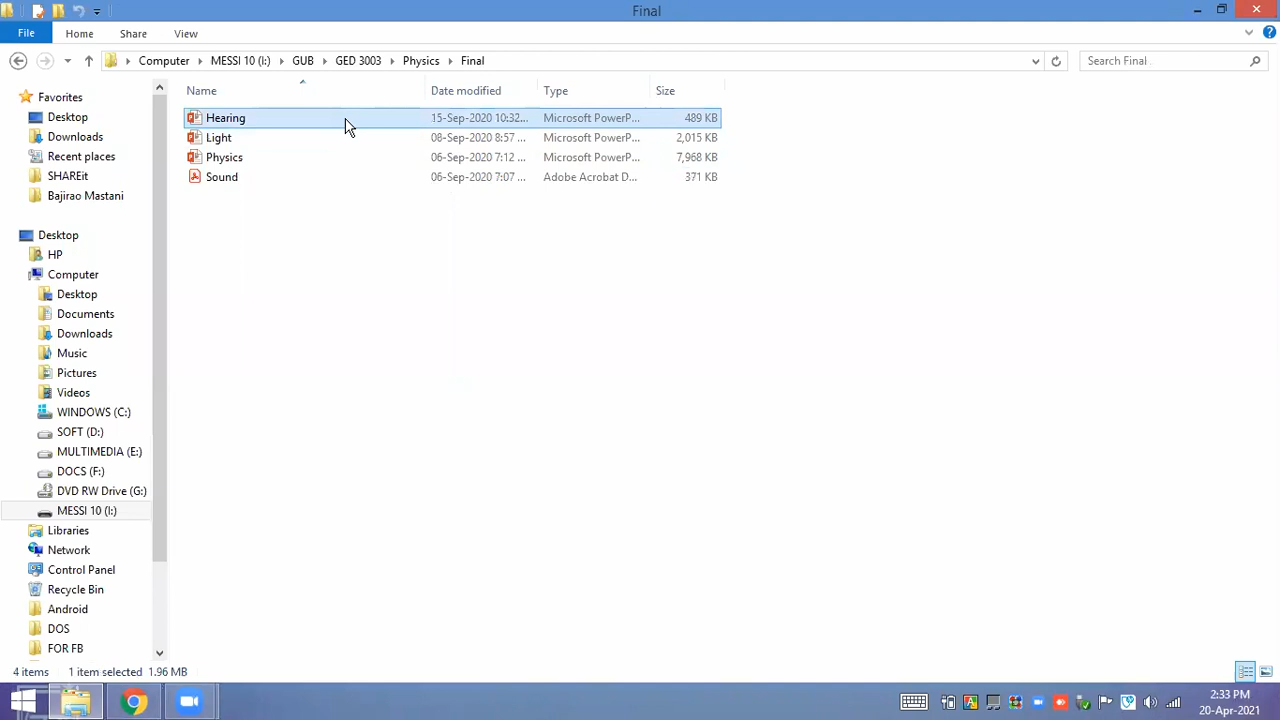 Final
File Home Share View
Computer MESSI 10 (I:) GUB GED 3003 Physics Final
Search Final
Name Date modified Type Size
Hearing 15-Sep-2020 10:32... Microsoft PowerP... 489 KB
Light 08-Sep-2020 8:57 ... Microsoft PowerP... 2,015 KB
Physics 06-Sep-2020 7:12 ... Microsoft PowerP... 7,968 KB
Sound 06-Sep-2020 7:07 ... Adobe Acrobat D... 371 KB
Favorites
Desktop
Downloads
Recent places
SHAREit
Bajirao Mastani
Desktop
HP
Computer
Desktop
Documents
Downloads
Music
Pictures
Videos
WINDOWS (C:)
SOFT (D:)
MULTIMEDIA (E:)
DOCS (F:)
DVD RW Drive (G:)
MESSI 10 (I:)
Libraries
Network
Control Panel
Recycle Bin
Android
DOS
FOR FB
4 items 1 item selected 1.96 MB
2:33 PM
20-Apr-2021